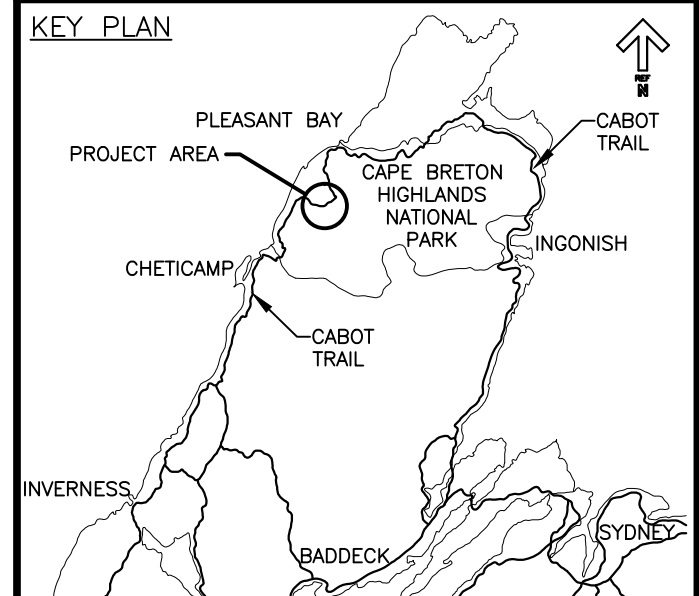 KEY PLAN
REF
N
PLEASANT BAY
CABOT
TRAIL
PROJECT AREA
CAPE BRETON
HIGHLANDS
NATIONAL
PARK
INGONISH
CHETICAMP
CABOT
TRAIL
INVERNESS
SYDNEY
BADDECK